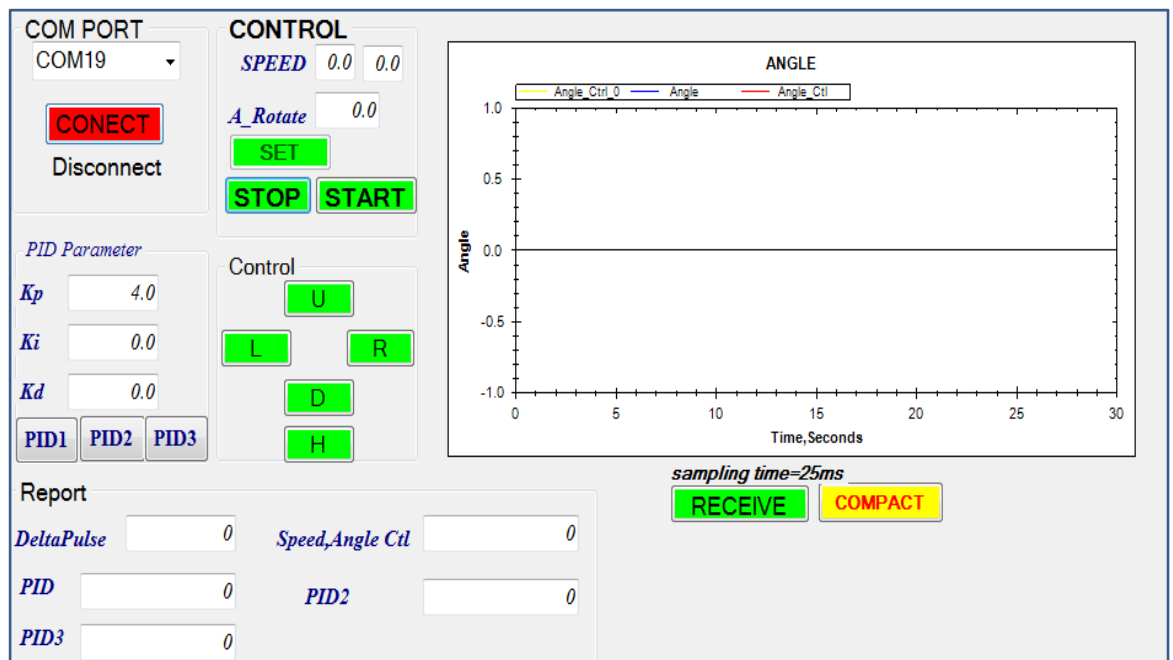 COM PORT
COM19
CONECT
Disconnect
CONTROL
SPEED 0.0 0.0
A_Rotate 0.0
SET
STOP START
PID Parameter
Kp 4.0
Ki 0.0
Kd 0.0
PID1 PID2 PID3
Control
U
L R
D
H
ANGLE
Angle_Ctrl_0 Angle Angle_Ctl
1.0
0.5
0.0
-0.5
-1.0
Angle
0 5 10 15 20 25 30
Time,Seconds
sampling time=25ms
RECEIVE COMPACT
Report
DeltaPulse 0 Speed,Angle Ctl 0
PID 0 PID2 0
PID3 0